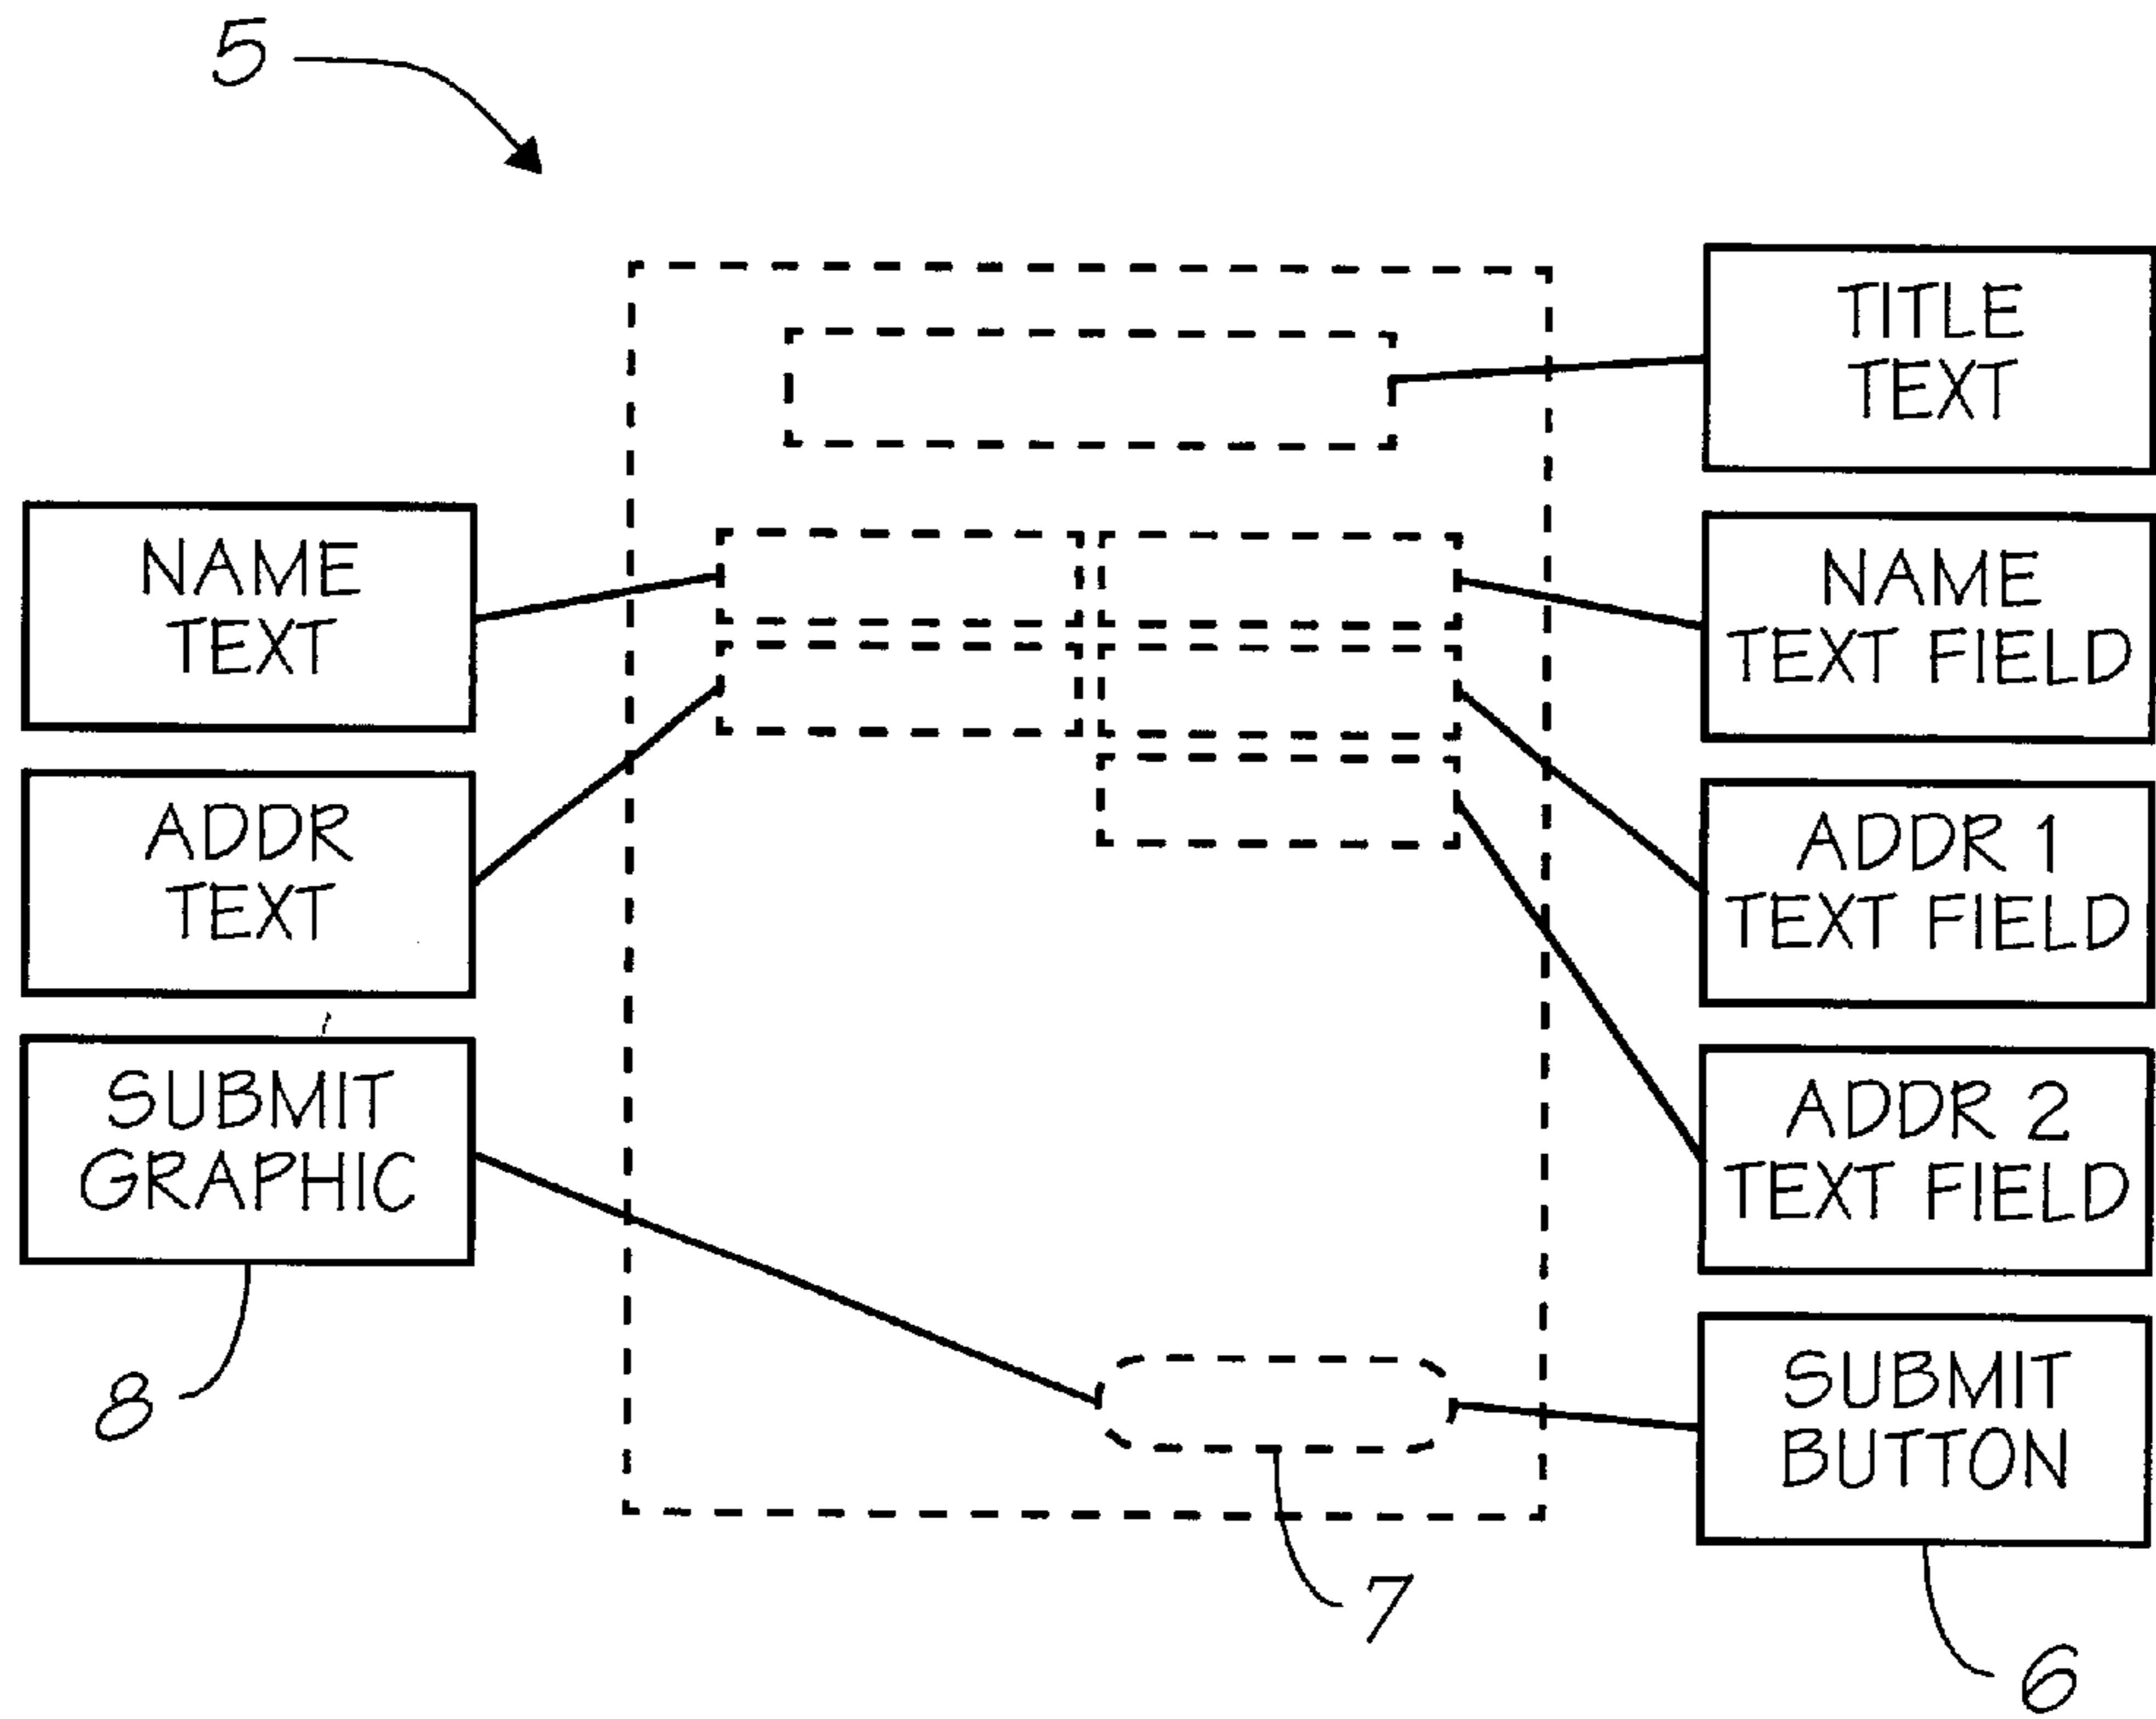 5
TITLE
TEXT
NAME
TEXT
NAME
TEXT FIELD
ADDR
TEXT
ADDR 1
TEXT FIELD
SUBMIT
GRAPHIC
ADDR 2
TEXT FIELD
8
SUBMIT
BUTTON
7
6